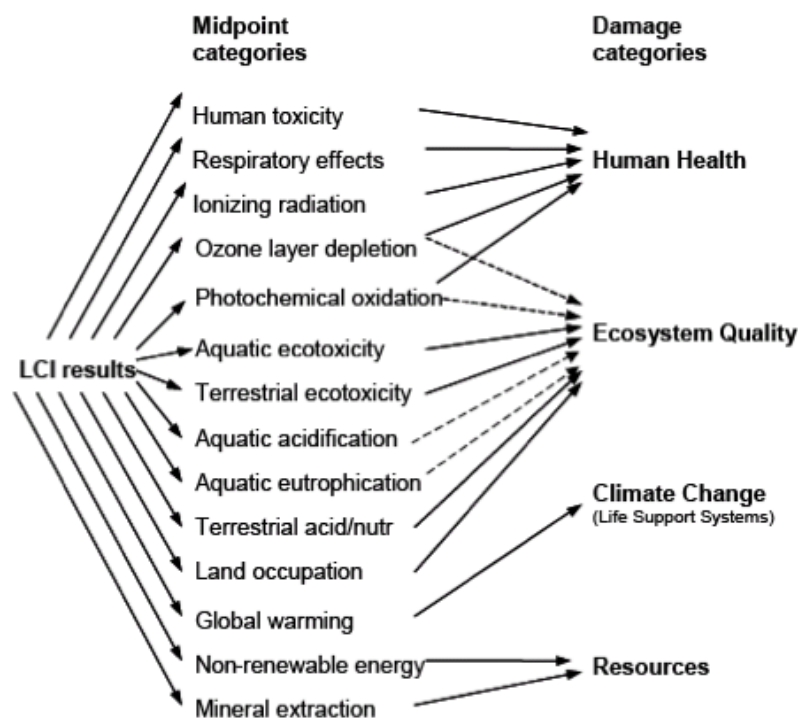 Midpoint
categories
Damage
categories
Human toxicity
Respiratory effects
Human Health
Ionizing radiation
Ozone layer depletion
Photochemical oxidation
Ecosystem Quality
Aquatic ecotoxicity
LCI results
Terrestrial ecotoxicity
Aquatic acidification
Aquatic eutrophication
Climate Change
(Life Support Systems)
Terrestrial acid/nutr
Land occupation
Global warming
Non-renewable energy
Resources
Mineral extraction